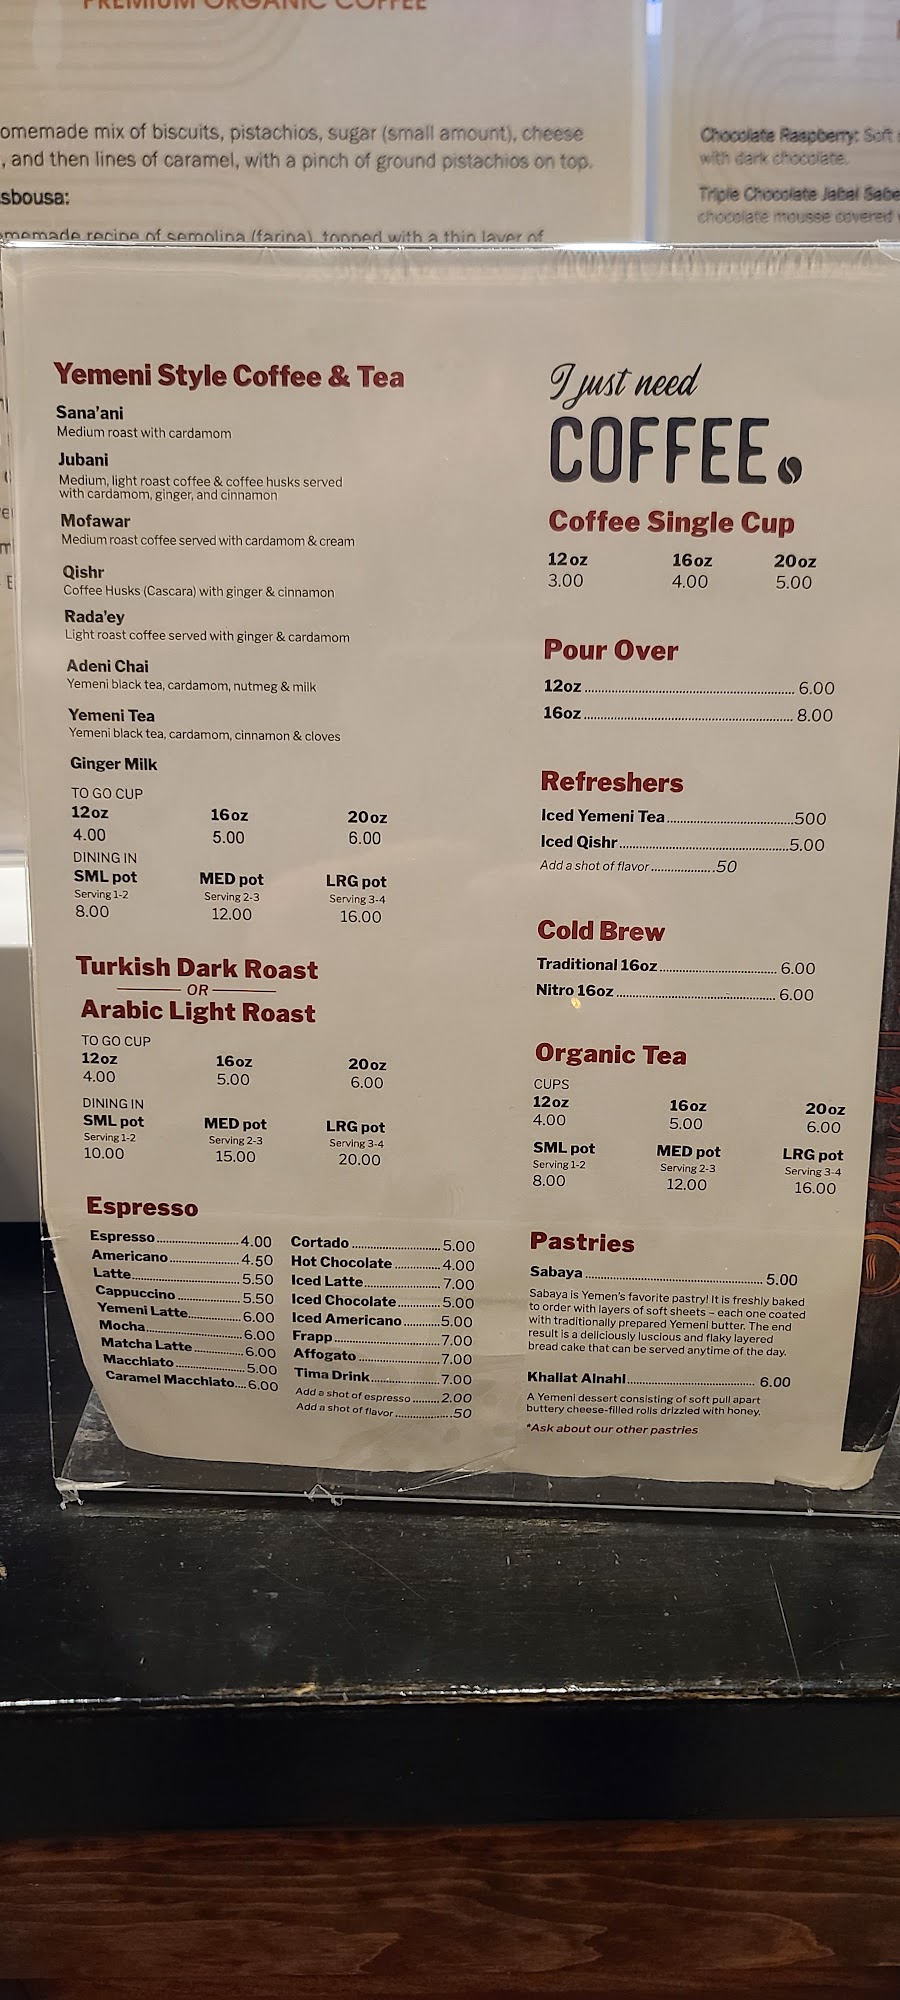 PREMIUM ORGANIC COFFEE
omemade mix of biscuits, pistachios, sugar (small amount), cheese
, and then lines of caramel, with a pinch of ground pistachios on top.
sbousa:
memade recipe of semolina (farina), topped with a thin layer of
Chocolate Raspberry: Soft
with dark chocolate.
Triple Chocolate Jabal Sabe
chocolate mousse covered
Yemeni Style Coffee & Tea
Sana'ani
Medium roast with cardamom
Jubani
Medium, light roast coffee & coffee husks served
with cardamom, ginger, and cinnamon
Mofawar
Medium roast coffee served with cardamom & cream
Qishr
Coffee Husks (Cascara) with ginger & cinnamon
Rada'ey
Light roast coffee served with ginger & cardamom
Adeni Chai
Yemeni black tea, cardamom, nutmeg & milk
Yemeni Tea
Yemeni black tea, cardamom, cinnamon & cloves
Ginger Milk
TO GO CUP
12oz 16oz 20oz
4.00 5.00 6.00
DINING IN
SML pot MED pot LRG pot
Serving 1-2 Serving 2-3 Serving 3-4
8.00 12.00 16.00
Turkish Dark Roast
OR
Arabic Light Roast
TO GO CUP
12oz 16oz 20oz
4.00 5.00 6.00
DINING IN
SML pot MED pot LRG pot
Serving 1-2 Serving 2-3 Serving 3-4
10.00 15.00 20.00
Espresso
Espresso 4.00
Americano 4.50
Latte 5.50
Cappuccino 5.50
Yemeni Latte 6.00
Mocha 6.00
Matcha Latte 6.00
Macchiato 5.00
Caramel Macchiato 6.00
Cortado 5.00
Hot Chocolate 4.00
Iced Latte 7.00
Iced Chocolate 5.00
Iced Americano 5.00
Frapp 7.00
Affogato 7.00
Tima Drink 7.00
Add a shot of espresso 2.00
Add a shot of flavor .50
I just need
COFFEE
Coffee Single Cup
12oz 16oz 20oz
3.00 4.00 5.00
Pour Over
12oz 6.00
16oz 8.00
Refreshers
Iced Yemeni Tea 500
Iced Qishr 5.00
Add a shot of flavor .50
Cold Brew
Traditional 16oz 6.00
Nitro 16oz 6.00
Organic Tea
CUPS
12oz 16oz 20oz
4.00 5.00 6.00
SML pot MED pot LRG pot
Serving 1-2 Serving 2-3 Serving 3-4
8.00 12.00 16.00
Pastries
Sabaya 5.00
Sabaya is Yemen's favorite pastry! It is freshly baked
to order with layers of soft sheets – each one coated
with traditionally prepared Yemeni butter. The end
result is a deliciously luscious and flaky layered
bread cake that can be served anytime of the day.
Khallat Alnahl 6.00
A Yemeni dessert consisting of soft pull apart
buttery cheese-filled rolls drizzled with honey.
*Ask about our other pastries